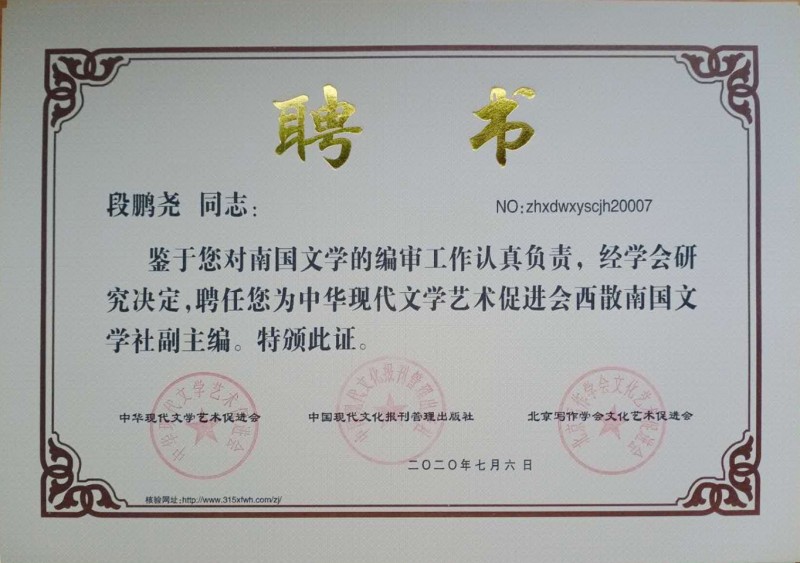 聘书
段鹏尧 同志：
NO:zhxdwxyscjh20007
鉴于您对南国文学的编审工作认真负责，经学会研
究决定，聘任您为中华现代文学艺术促进会西散南国文
学社副主编。特颁此证。
中华现代文学艺术促进会
中国现代文化报刊管理出版社
北京写作学会文化艺术促进会
二〇二〇年七月六日
核验网址:http://www.315xfwh.com/zj/